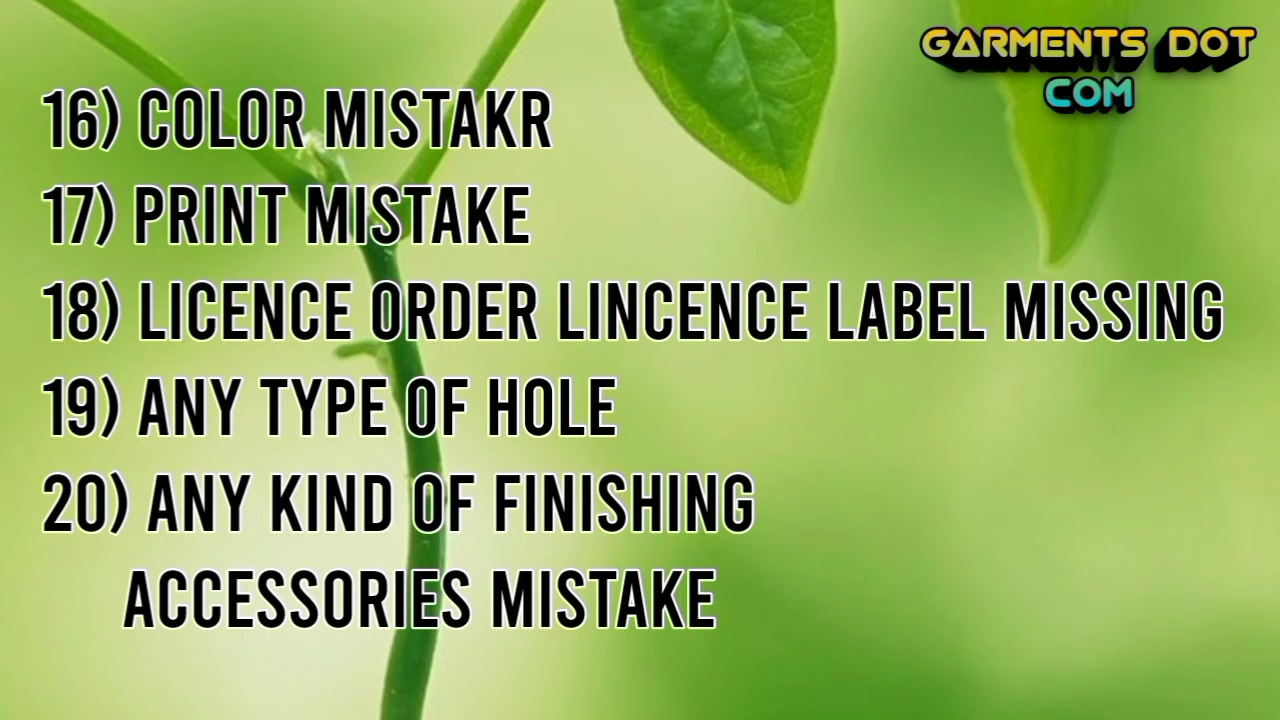 GARMENTS DOT
COM
16) COLOR MISTAKR
17) PRINT MISTAKE
18) LICENCE ORDER LINCENCE LABEL MISSING
19) ANY TYPE OF HOLE
20) ANY KIND OF FINISHING
ACCESSORIES MISTAKE